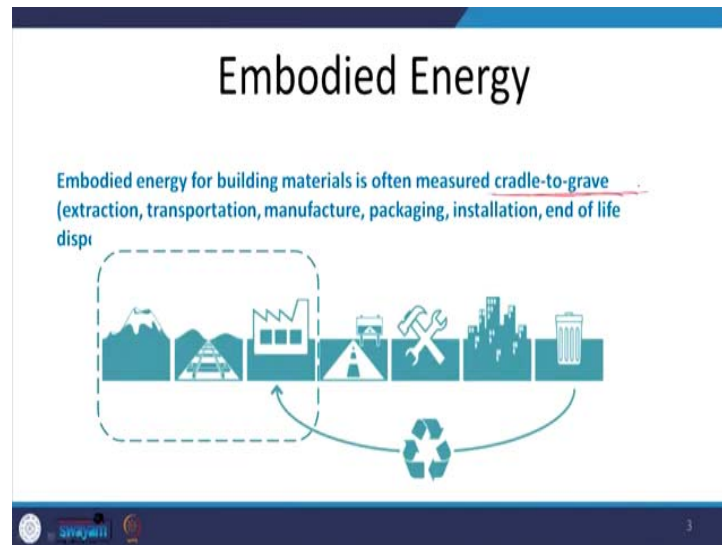 Embodied Energy
Embodied energy for building materials is often measured cradle-to-grave
(extraction, transportation, manufacture, packaging, installation, end of life
swayam
3